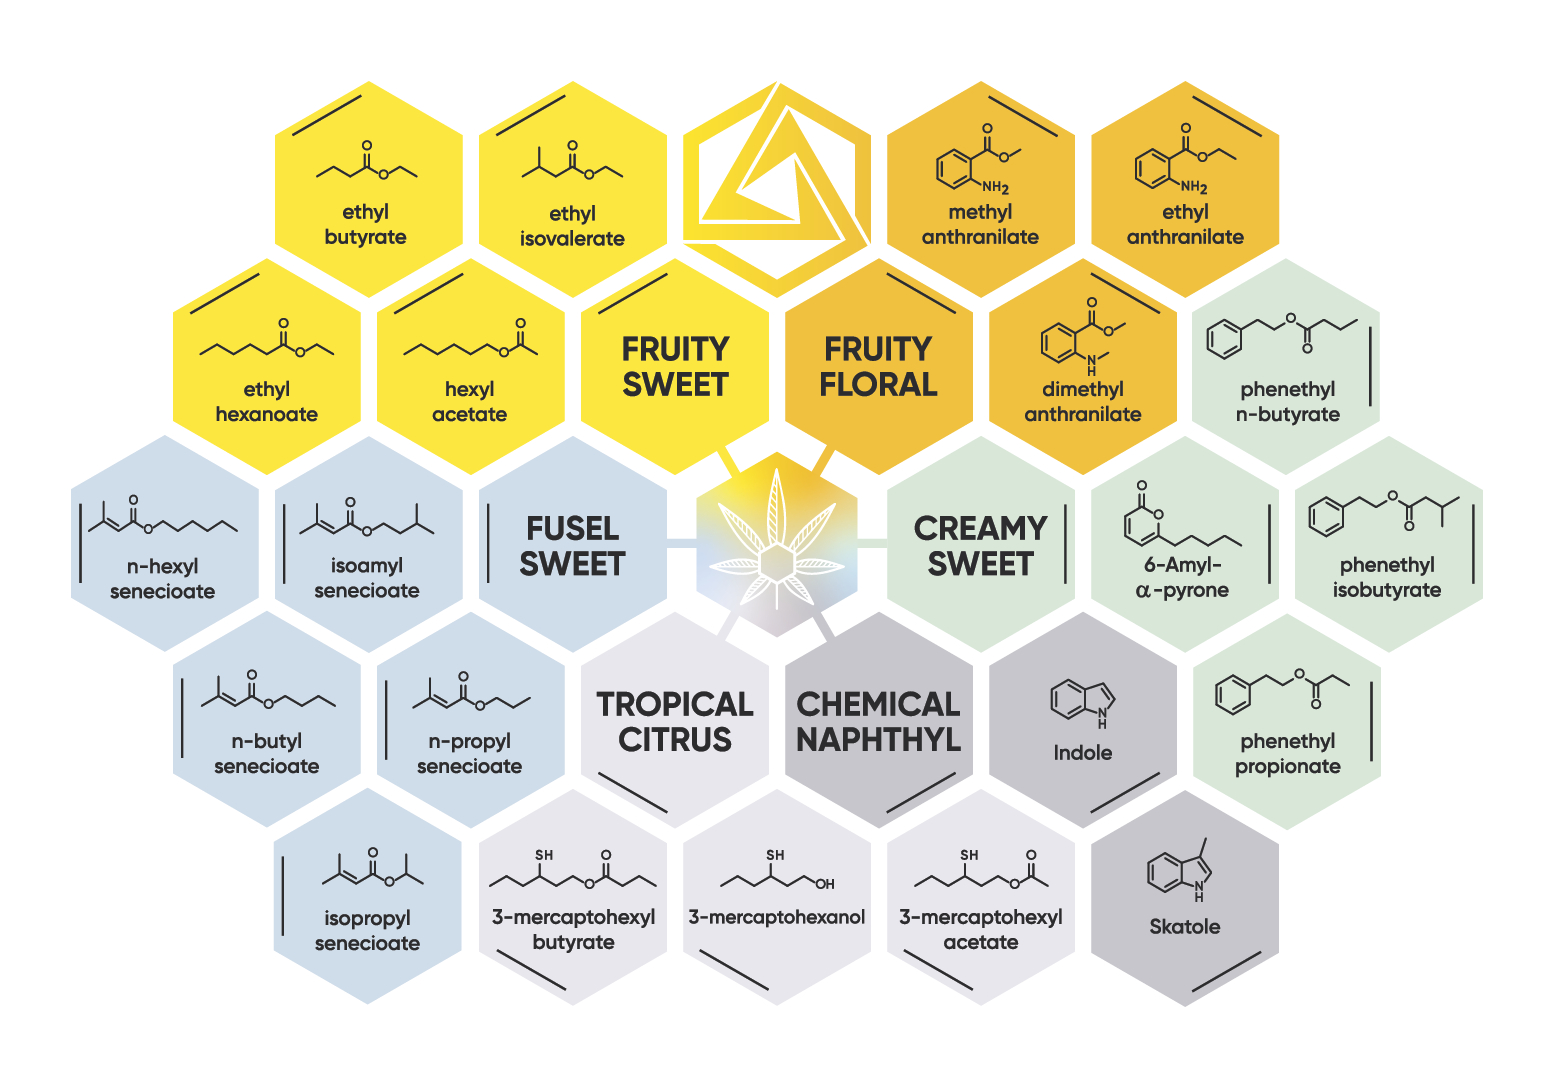 O
O
ethyl
butyrate
O
O
ethyl
isovalerate
O
O
NH2
methyl
anthranilate
O
O
NH2
ethyl
anthranilate
O
O
ethyl
hexanoate
O
O
hexyl
acetate
FRUITY
SWEET
FRUITY
FLORAL
O
O
N
H
dimethyl
anthranilate
O
O
phenethyl
n-butyrate
O
O
n-hexyl
senecioate
O
O
isoamyl
senecioate
FUSEL
SWEET
CREAMY
SWEET
O
O
6-Amyl-
α-pyrone
O
O
phenethyl
isobutyrate
O
O
n-butyl
senecioate
O
O
n-propyl
senecioate
TROPICAL
CITRUS
CHEMICAL
NAPHTHYL
N
H
Indole
O
O
phenethyl
propionate
O
O
isopropyl
senecioate
SH
O
O
3-mercaptohexyl
butyrate
SH
OH
3-mercaptohexanol
SH
O
O
3-mercaptohexyl
acetate
N
H
Skatole